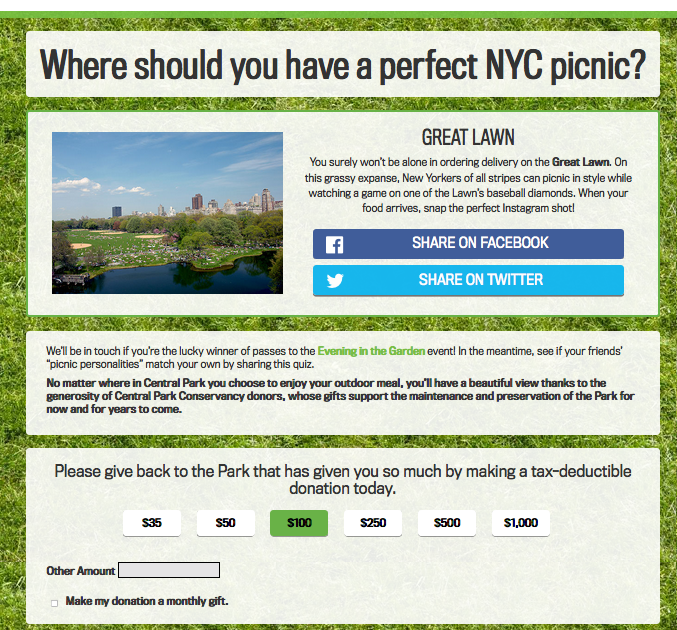 Where should you have a perfect NYC picnic?
GREAT LAWN
You surely won't be alone in ordering delivery on the Great Lawn. On
this grassy expanse, New Yorkers of all stripes can picnic in style while
watching a game on one of the Lawn's baseball diamonds. When your
food arrives, snap the perfect Instagram shot!
SHARE ON FACEBOOK
SHARE ON TWITTER
We'll be in touch if you're the lucky winner of passes to the Evening in the Garden event! In the meantime, see if your friends'
"picnic personalities" match your own by sharing this quiz.
No matter where in Central Park you choose to enjoy your outdoor meal, you'll have a beautiful view thanks to the
generosity of Central Park Conservancy donors, whose gifts support the maintenance and preservation of the Park for
now and for years to come.
Please give back to the Park that has given you so much by making a tax-deductible
donation today.
$35 $50 $100 $250 $500 $1,000
Other Amount
Make my donation a monthly gift.